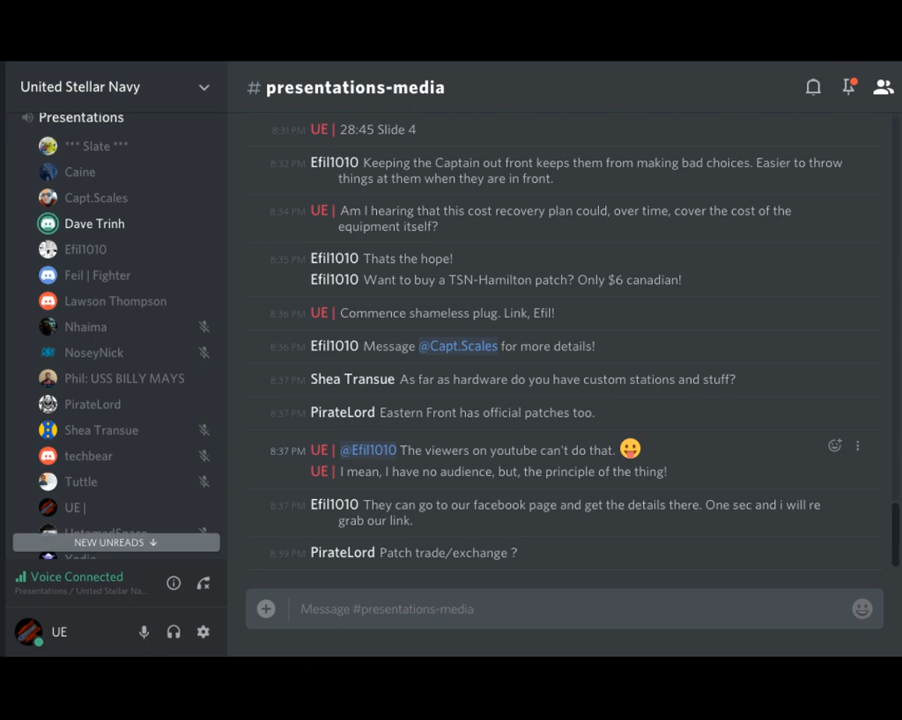 United Stellar Navy
# presentations-media
Presentations
*** Slate ***
Caine
Capt.Scales
Dave Trinh
Efil1010
Feil | Fighter
Lawson Thompson
Nhaima
NoseyNick
Phil: USS BILLY MAYS
PirateLord
Shea Transue
techbear
Tuttle
UE |
UntamedSpace
NEW UNREADS
Voice Connected
Presentations / United Stellar Na...
UE
8:31 PM UE | 28:45 Slide 4
8:32 PM Efil1010 Keeping the Captain out front keeps them from making bad choices. Easier to throw
things at them when they are in front.
8:34 PM UE | Am I hearing that this cost recovery plan could, over time, cover the cost of the
equipment itself?
8:35 PM Efil1010 Thats the hope!
Efil1010 Want to buy a TSN-Hamilton patch? Only $6 canadian!
8:36 PM UE | Commence shameless plug. Link, Efil!
8:36 PM Efil1010 Message @Capt.Scales for more details!
8:37 PM Shea Transue As far as hardware do you have custom stations and stuff?
8:37 PM PirateLord Eastern Front has official patches too.
8:37 PM UE | @Efil1010 The viewers on youtube can't do that. 😛
UE | I mean, I have no audience, but, the principle of the thing!
8:37 PM Efil1010 They can go to our facebook page and get the details there. One sec and i will re
grab our link.
8:39 PM PirateLord Patch trade/exchange ?
Message #presentations-media